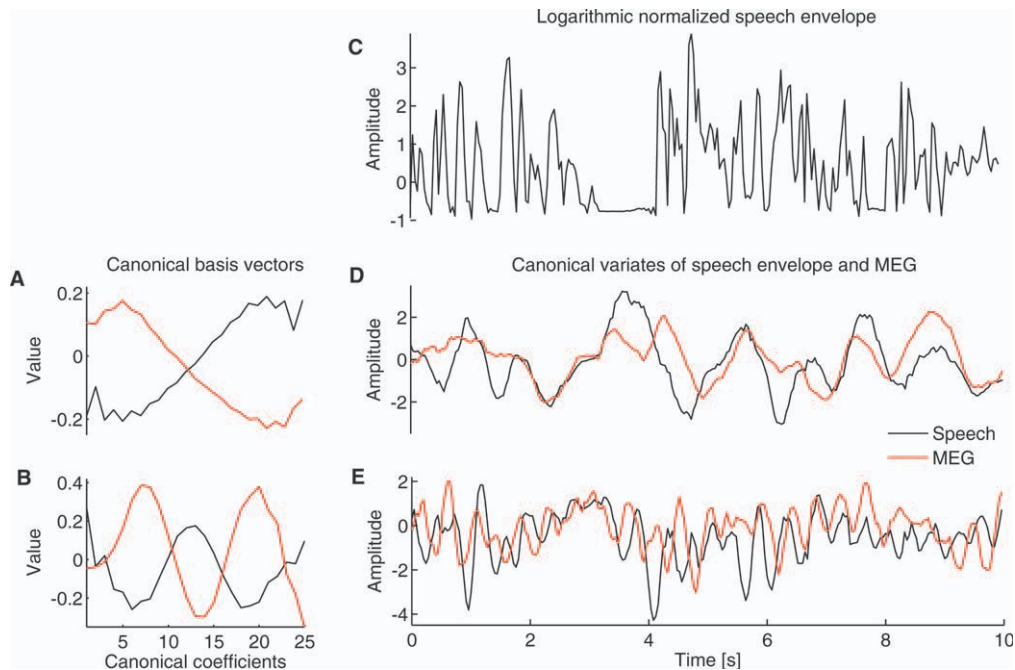 Logarithmic normalized speech envelope
C
Amplitude
3
2
1
0
-1
A
Canonical basis vectors
Value
0.2
0
-0.2
D
Canonical variates of speech envelope and MEG
Amplitude
2
0
-2
Speech
MEG
B
Value
0.4
0.2
0
-0.2
5 10 15 20 25
Canonical coefficients
E
Amplitude
2
0
-2
-4
0 2 4 6 8 10
Time [s]